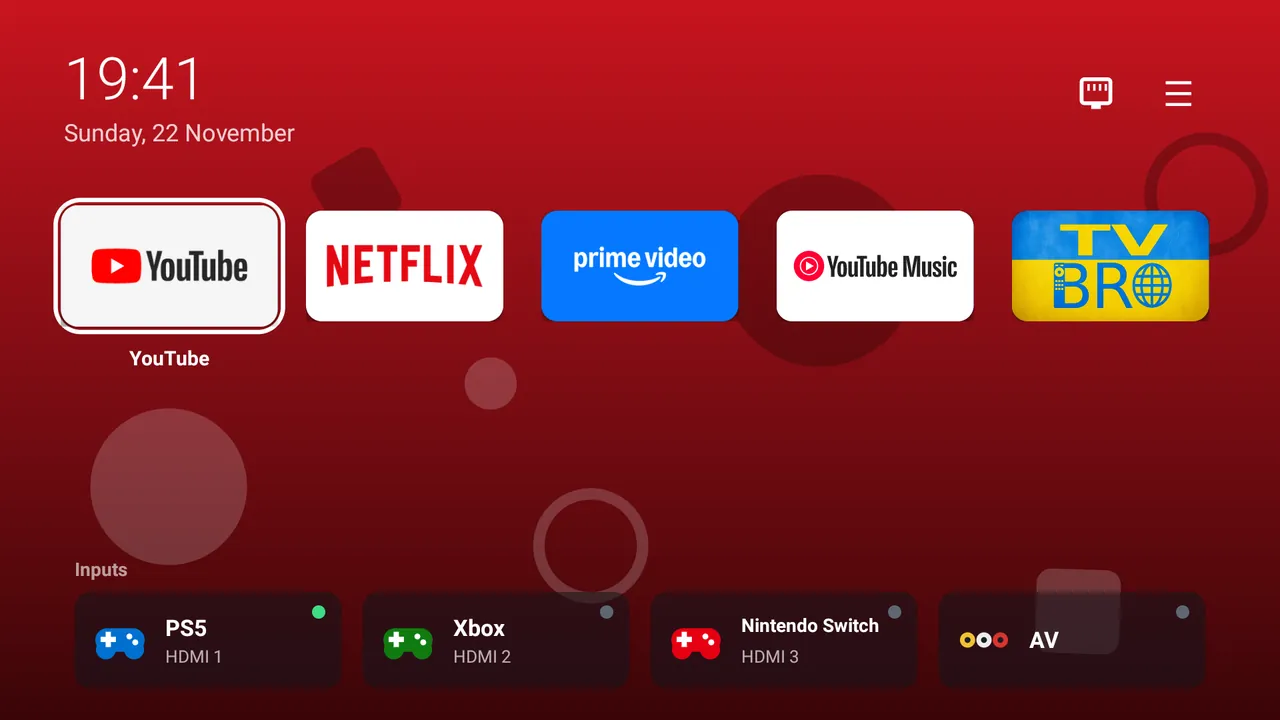 19:41
Sunday, 22 November
YouTube
NETFLIX
prime video
YouTube Music
TV
BRO
YouTube
Inputs
PS5
HDMI 1
Xbox
HDMI 2
Nintendo Switch
HDMI 3
AV